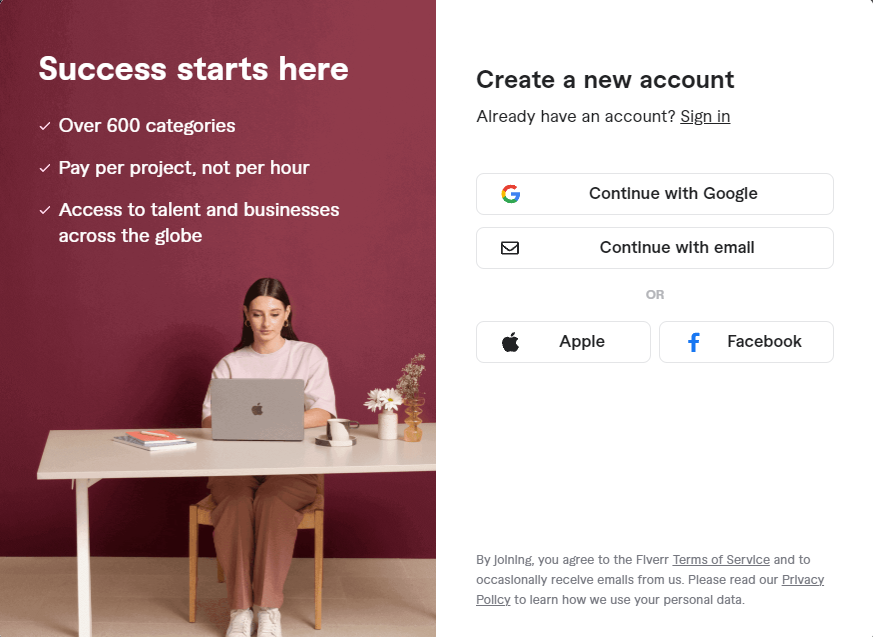 Success starts here
Over 600 categories
Pay per project, not per hour
Access to talent and businesses
across the globe
Create a new account
Already have an account? Sign in
Continue with Google
Continue with email
OR
Apple
Facebook
By joining, you agree to the Fiverr Terms of Service and to
occasionally receive emails from us. Please read our Privacy
Policy to learn how we use your personal data.